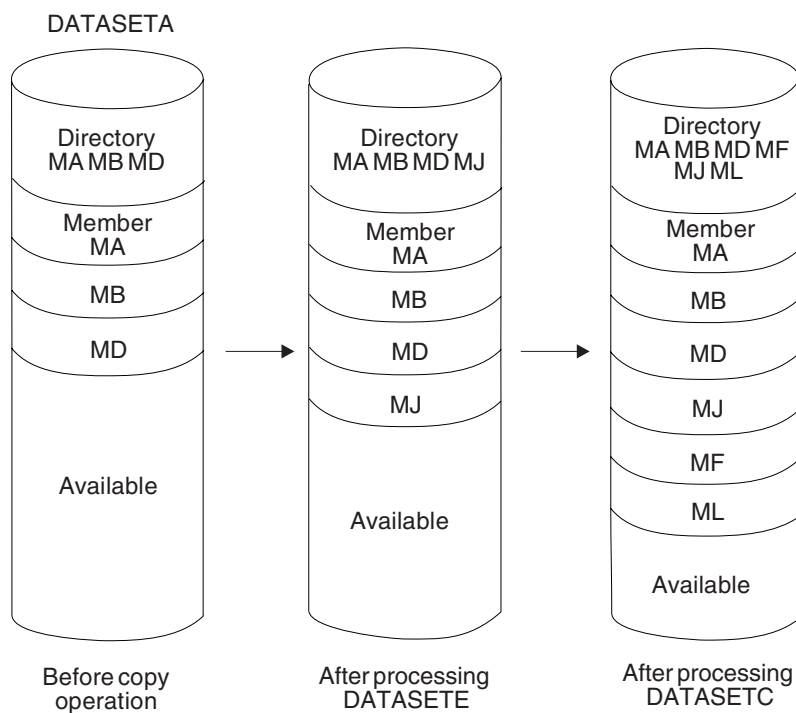 DATASETA
Directory
MA MB MD
Member
MA
MB
MD
Available
Before copy
operation
Directory
MA MB MD MJ
Member
MA
MB
MD
MJ
Available
After processing
DATASETE
Directory
MA MB MD MF
MJ ML
Member
MA
MB
MD
MJ
MF
ML
Available
After processing
DATASETC